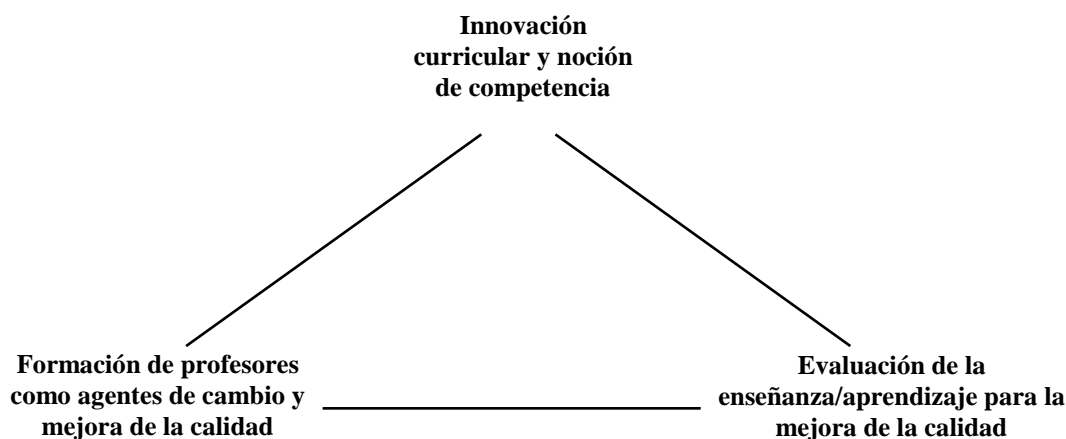 Innovación
curricular y noción
de competencia
Formación de profesores
como agentes de cambio y
mejora de la calidad
Evaluación de la
enseñanza/aprendizaje para la
mejora de la calidad